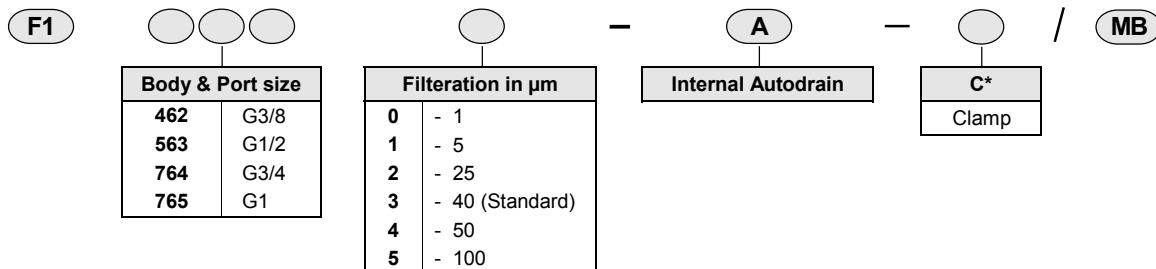 F1 – A – / MB
Body & Port size
462 G3/8
563 G1/2
764 G3/4
765 G1
Filteration in µm
0 - 1
1 - 5
2 - 25
3 - 40 (Standard)
4 - 50
5 - 100
Internal Autodrain
C*
Clamp